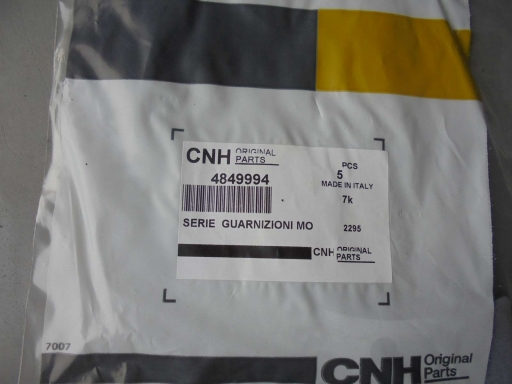 CNH ORIGINAL PARTS
4849994
PCS
5
MADE IN ITALY
7k
SERIE GUARNIZIONI MO
2295
CNH ORIGINAL PARTS
7007
CNH Original Parts